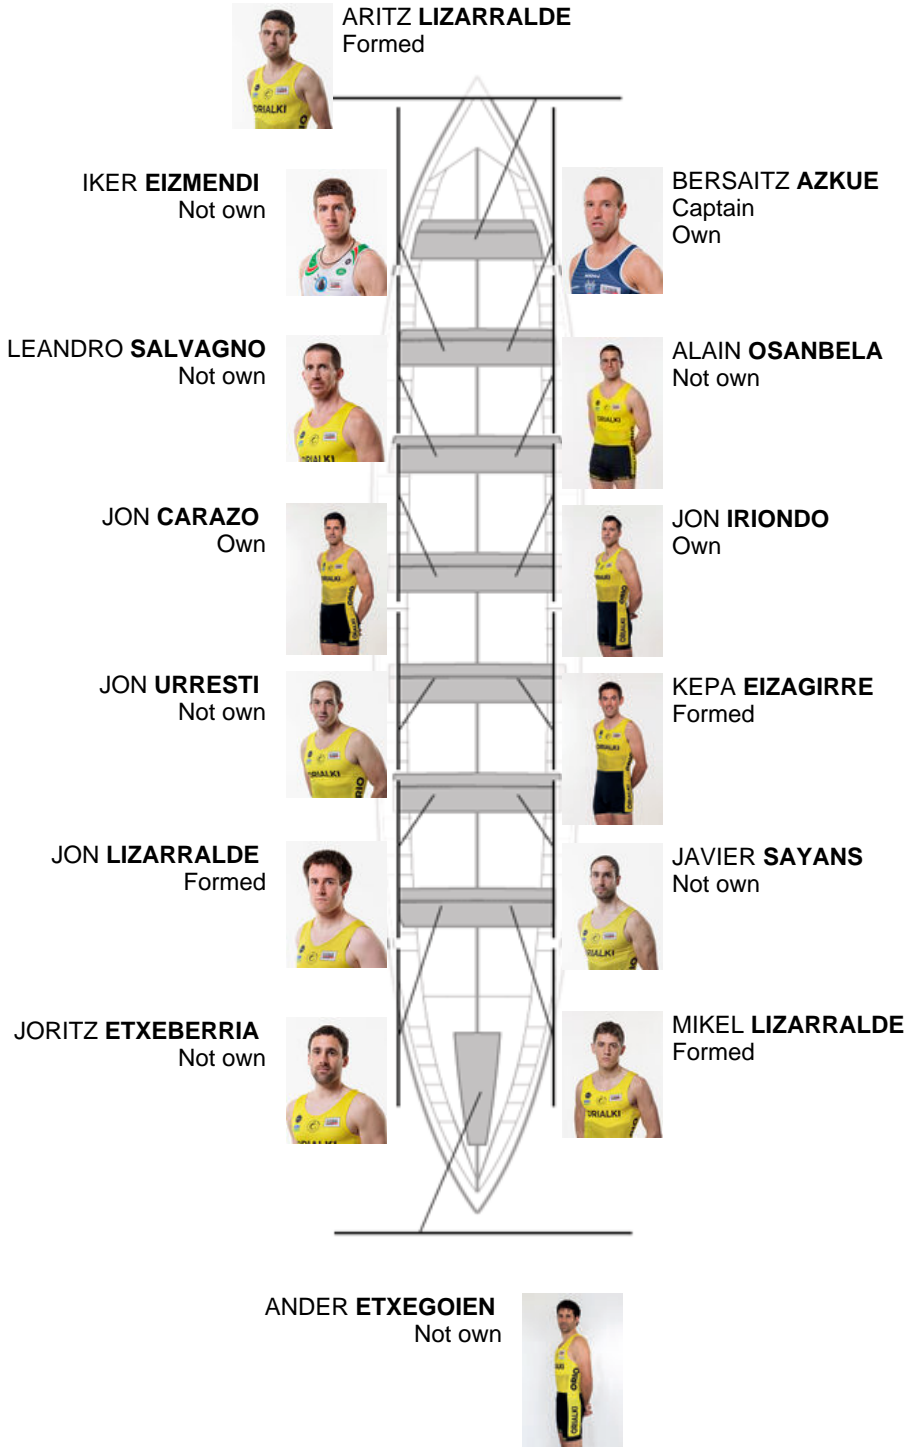 ARITZ LIZARRALDE
Formed
IKER EIZMENDI
Not own
BERSAITZ AZKUE
Captain
Own
LEANDRO SALVAGNO
Not own
ALAIN OSANBELA
Not own
JON CARAZO
Own
JON IRIONDO
Own
JON URRESTI
Not own
KEPA EIZAGIRRE
Formed
JON LIZARRALDE
Formed
JAVIER SAYANS
Not own
JORITZ ETXEBERRIA
Not own
MIKEL LIZARRALDE
Formed
ANDER ETXEGOIEN
Not own